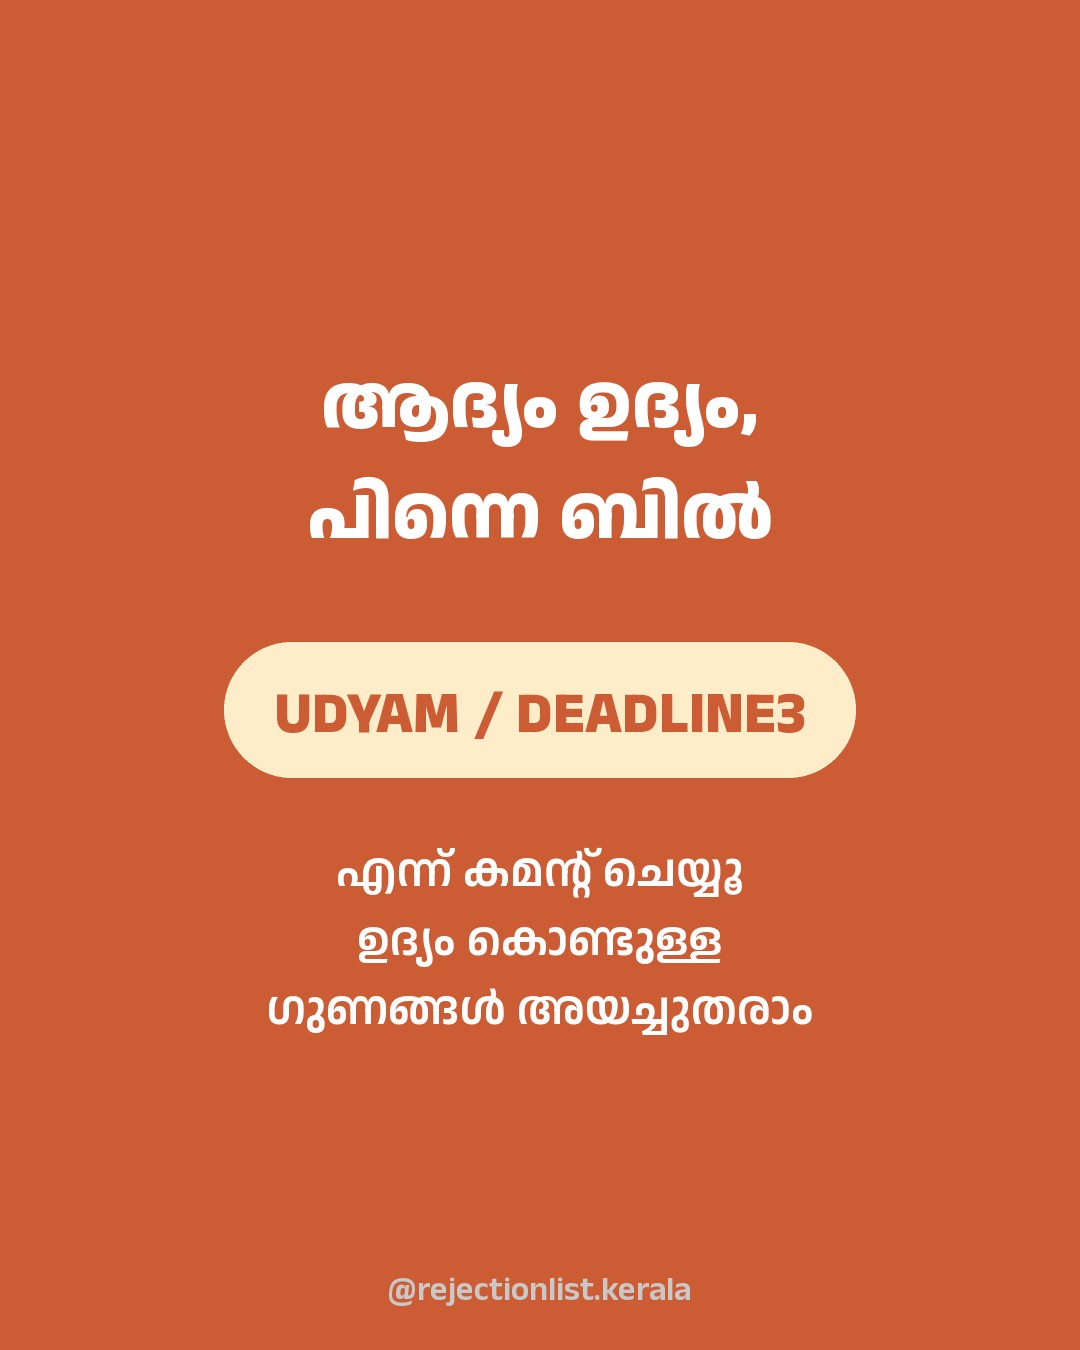 ആദ്യം ഉദ്യം,
പിന്നെ ബിൽ
UDYAM / DEADLINE3
എന്ന് കമന്റ് ചെയ്യൂ
ഉദ്യം കൊണ്ടുള്ള
ഗുണങ്ങൾ അയച്ചുതരാം
@rejectionlist.kerala